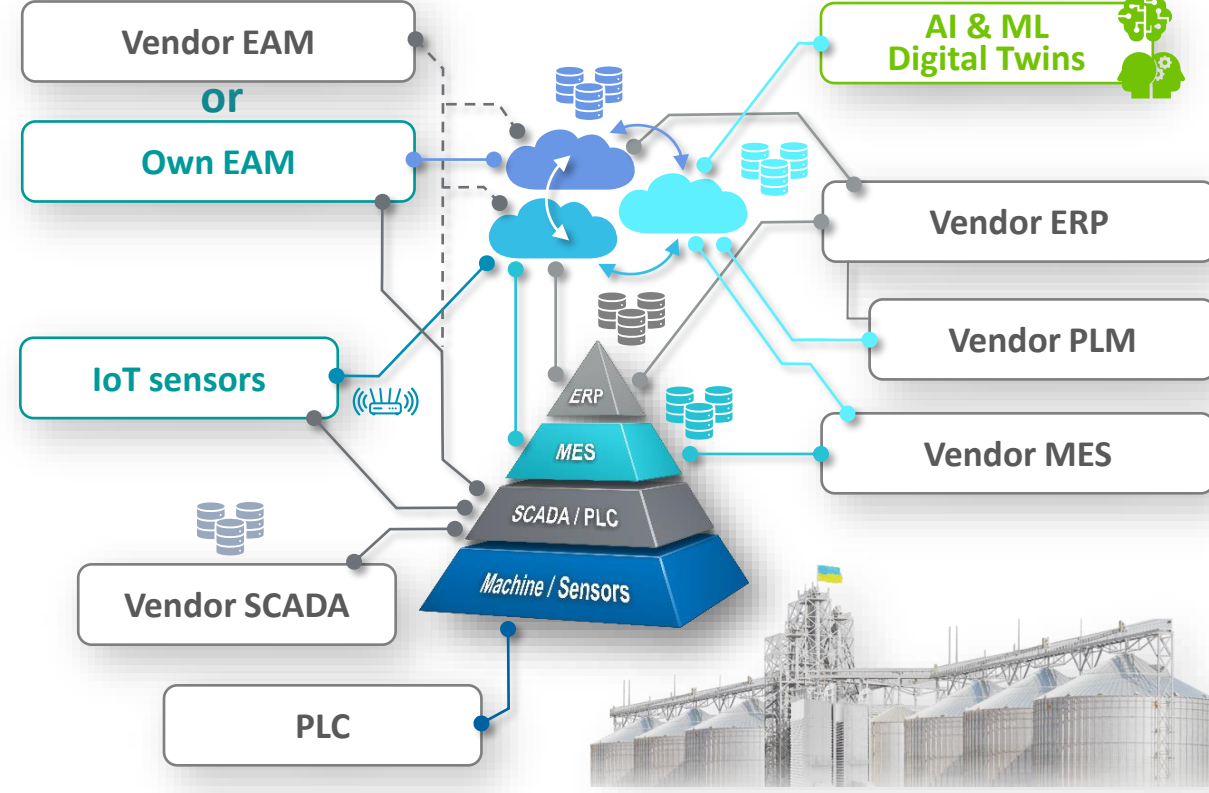 Vendor EAM
or
Own EAM
AI & ML
Digital Twins
Vendor ERP
Vendor PLM
IoT sensors
Vendor MES
ERP
MES
SCADA / PLC
Machine / Sensors
Vendor SCADA
PLC